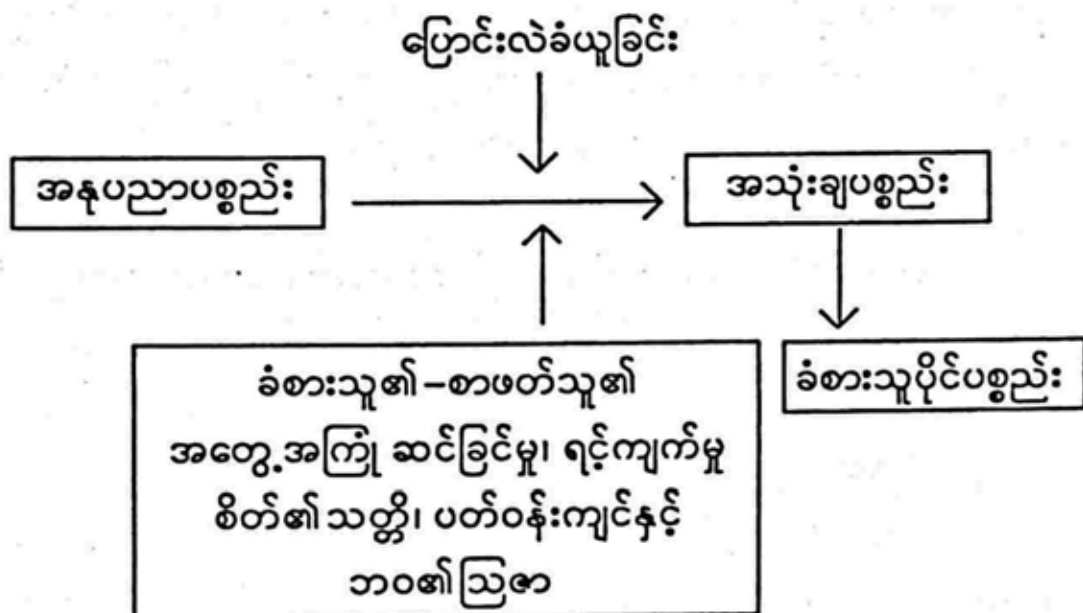 ပြောင်းလဲခံယူခြင်း
အနုပညာပစ္စည်း
အသုံးချပစ္စည်း
ခံစားသူ၏–စာဖတ်သူ၏
အတွေ့အကြုံ ဆင်ခြင်မှု၊ ရင့်ကျက်မှု
စိတ်၏သတ္တိ၊ ပတ်ဝန်းကျင်နှင့်
ဘဝ၏ဩဇာ
ခံစားသူပိုင်ပစ္စည်း